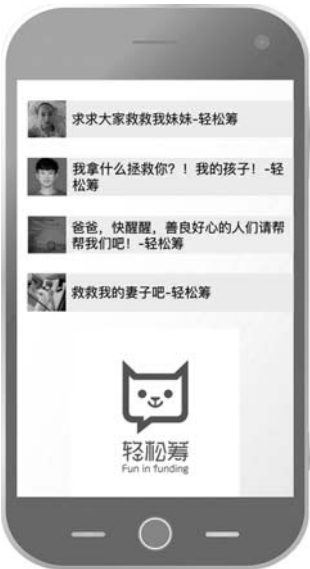 求求大家救救我妹妹-轻松筹
我拿什么拯救你？！我的孩子！-轻
松筹
爸爸，快醒醒，善良好心的人们请帮
帮我们吧！-轻松筹
救救我的妻子吧-轻松筹
轻松筹
Fun in funding